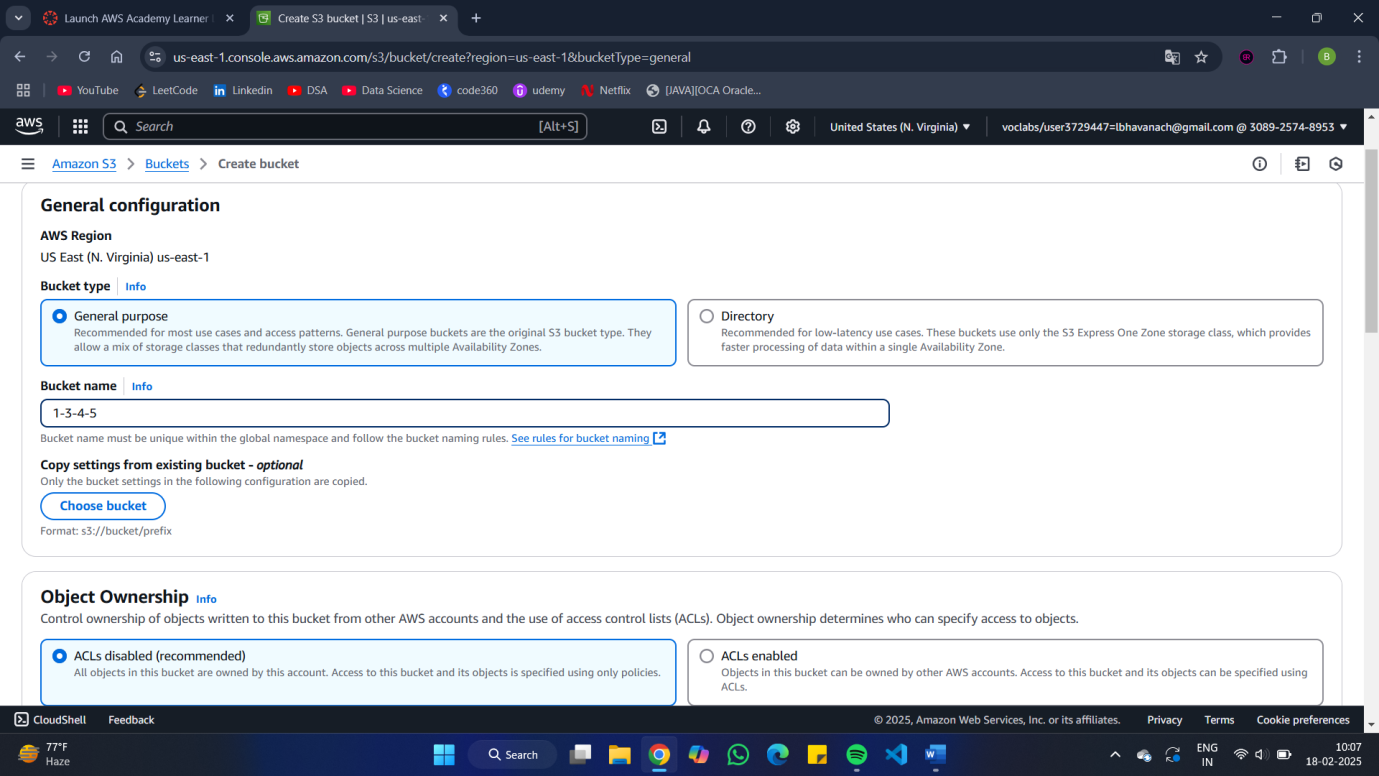 Launch AWS Academy Learner
Create S3 bucket | S3 | us-east-
us-east-1.console.aws.amazon.com/s3/bucket/create?region=us-east-1&bucketType=general
B
YouTube
LeetCode
Linkedin
DSA
Data Science
code360
udemy
Netflix
[JAVA][OCA Oracle...
aws
Search
[Alt+S]
United States (N. Virginia)
voclabs/user3729447=lbhavanach@gmail.com @ 3089-2574-8953
Amazon S3
Buckets
Create bucket
General configuration
AWS Region
US East (N. Virginia) us-east-1
Bucket type
Info
General purpose
Recommended for most use cases and access patterns. General purpose buckets are the original S3 bucket type. They
allow a mix of storage classes that redundantly store objects across multiple Availability Zones.
Directory
Recommended for low-latency use cases. These buckets use only the S3 Express One Zone storage class, which provides
faster processing of data within a single Availability Zone.
Bucket name
Info
1-3-4-5
Bucket name must be unique within the global namespace and follow the bucket naming rules. See rules for bucket naming
Copy settings from existing bucket - optional
Only the bucket settings in the following configuration are copied.
Choose bucket
Format: s3://bucket/prefix
Object Ownership
Info
Control ownership of objects written to this bucket from other AWS accounts and the use of access control lists (ACLs). Object ownership determines who can specify access to objects.
ACLs disabled (recommended)
All objects in this bucket are owned by this account. Access to this bucket and its objects is specified using only policies.
ACLs enabled
Objects in this bucket can be owned by other AWS accounts. Access to this bucket and its objects can be specified using
ACLs.
CloudShell
Feedback
© 2025, Amazon Web Services, Inc. or its affiliates.
Privacy
Terms
Cookie preferences
77°F
Haze
Search
ENG
IN
10:07
18-02-2025